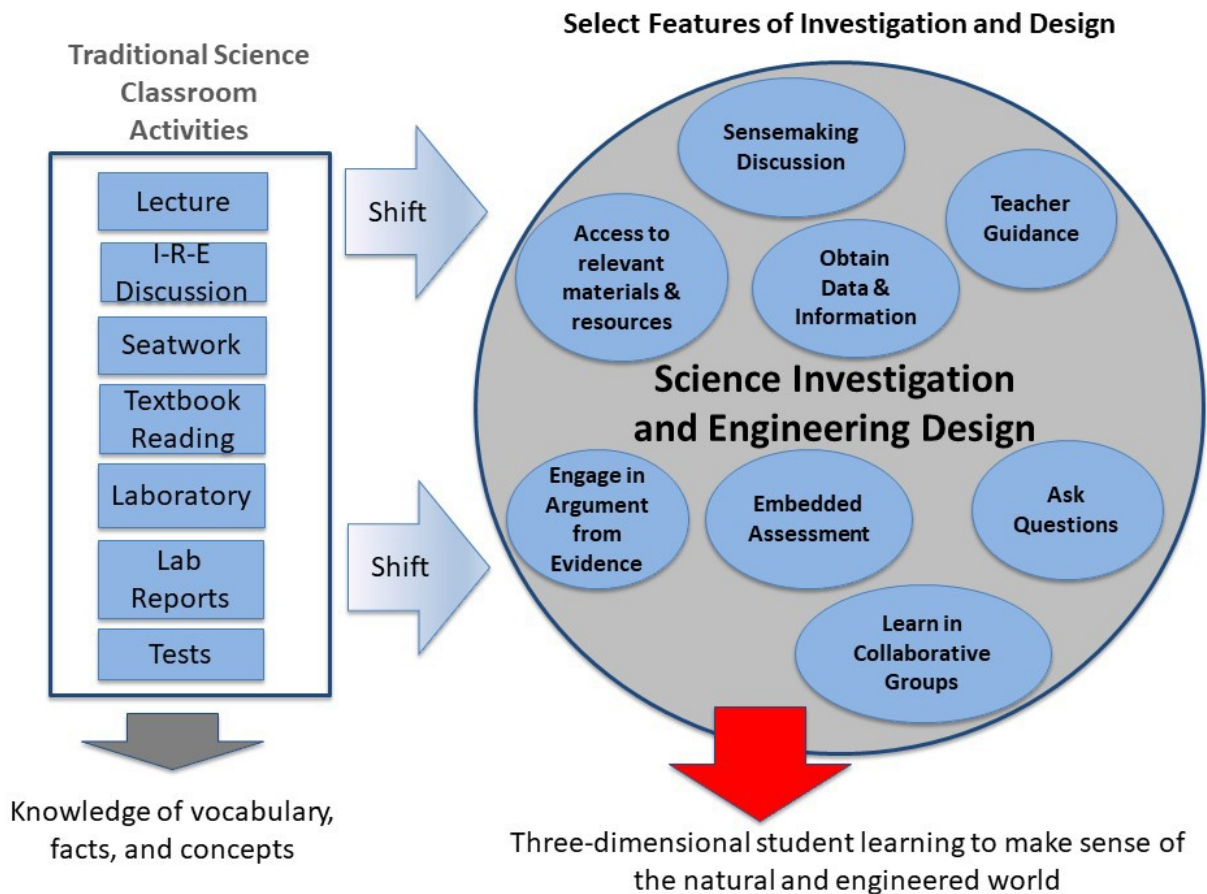 Select Features of Investigation and Design
Traditional Science
Classroom
Activities
Lecture
I-R-E
Discussion
Seatwork
Textbook
Reading
Laboratory
Lab
Reports
Tests
Knowledge of vocabulary,
facts, and concepts
Shift
Shift
Sensemaking
Discussion
Teacher
Guidance
Access to
relevant
materials &
resources
Obtain
Data &
Information
Science Investigation
and Engineering Design
Engage in
Argument
from
Evidence
Embedded
Assessment
Ask
Questions
Learn in
Collaborative
Groups
Three-dimensional student learning to make sense of
the natural and engineered world